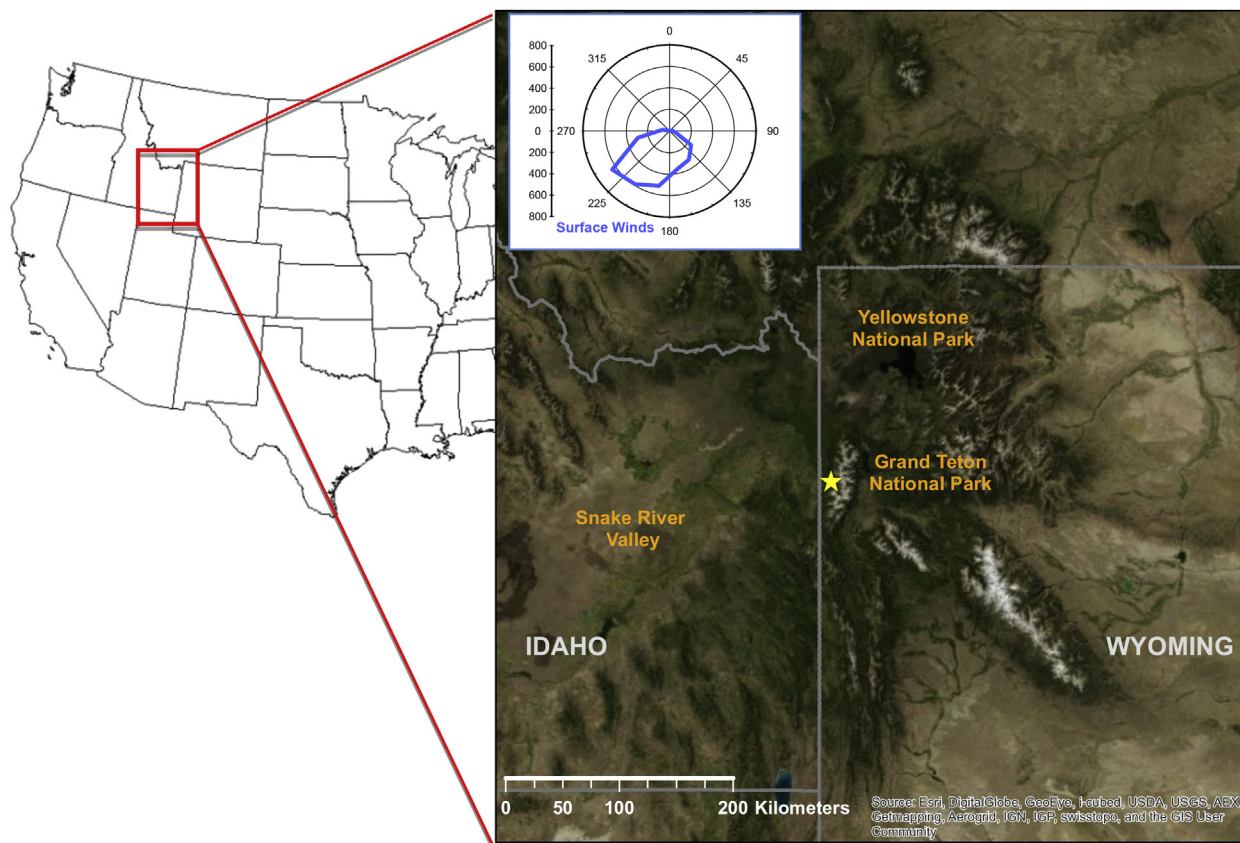 0
800
600
400
200
0
200
400
600
800
315
45
270
90
225
135
180
Surface Winds
Yellowstone
National Park
Grand Teton
National Park
Snake River
Valley
IDAHO
WYOMING
0 50 100 200 Kilometers
Source: Esri, DigitalGlobe, GeoEye, i-cubed, USDA, USGS, AEX,
Getmapping, Aerogrid, IGN, IGP, swisstopo, and the GIS User
Community